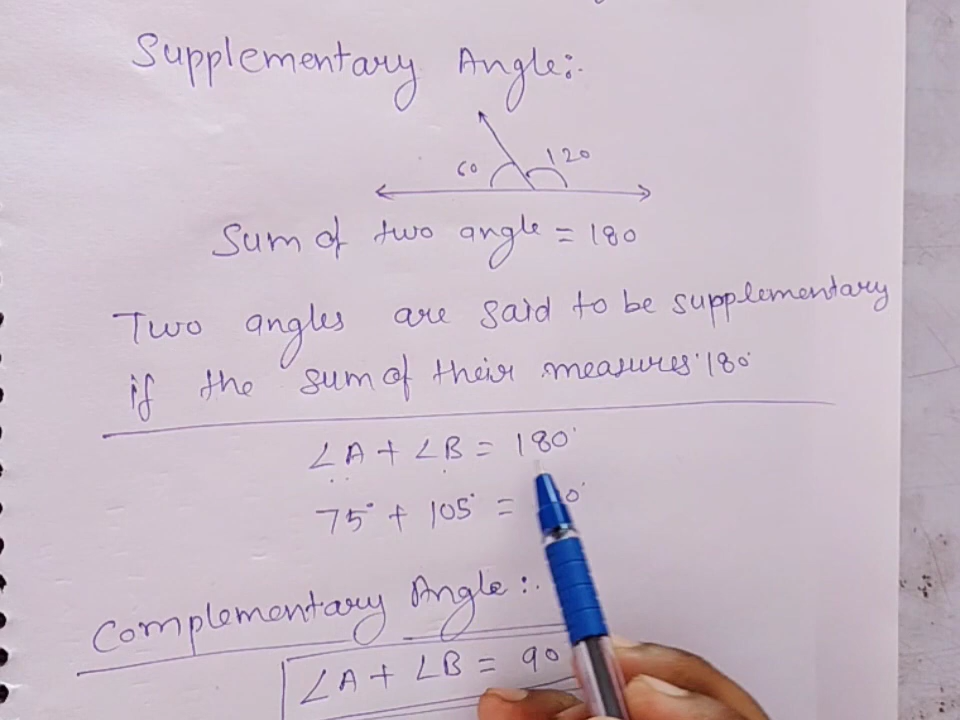 Supplementary Angle:-
60 120
Sum of two angle = 180
Two angles are said to be supplementary
if the sum of their measures 180°
∠A + ∠B = 180°
75° + 105° =
Complementary Angle:-
∠A + ∠B = 90